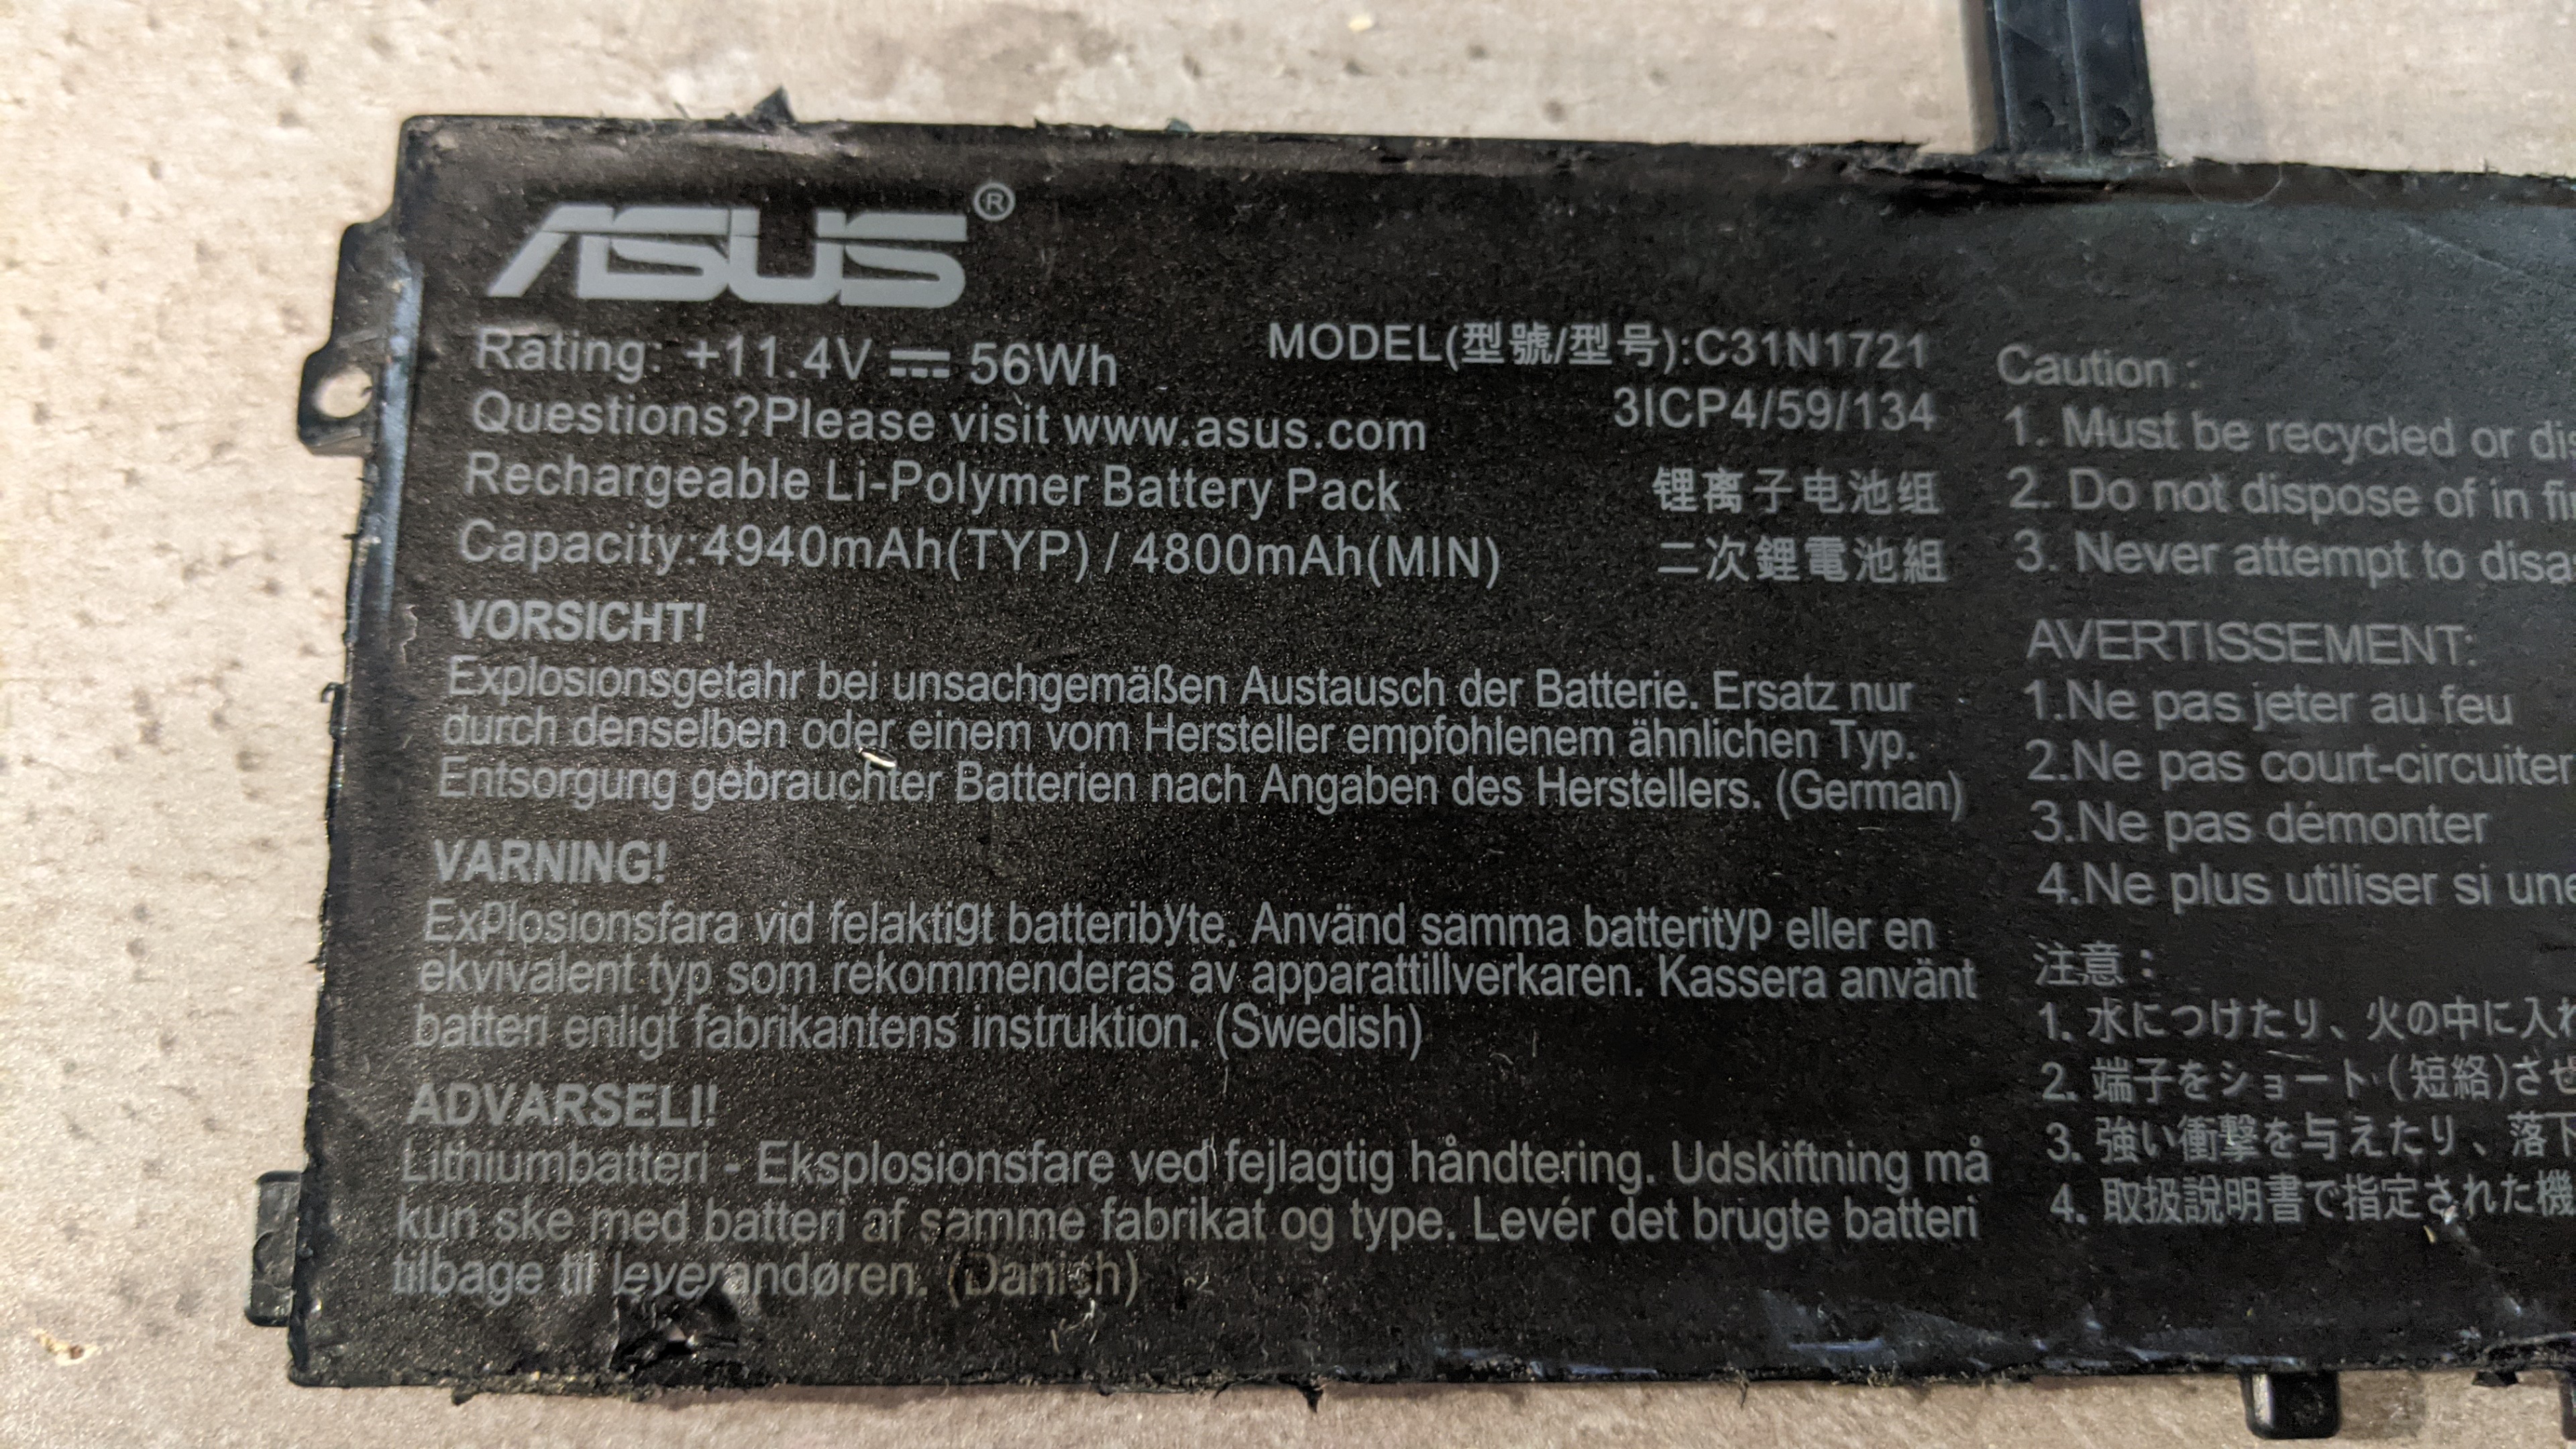 ASUS®
Rating: +11.4V ⎓ 56Wh
Questions?Please visit www.asus.com
Rechargeable Li-Polymer Battery Pack
Capacity:4940mAh(TYP) / 4800mAh(MIN)
MODEL(型號/型号):C31N1721
3ICP4/59/134
锂离子电池组
二次鋰電池組
VORSICHT!
Explosionsgetahr bei unsachgemäßen Austausch der Batterie. Ersatz nur
durch denselben oder einem vom Hersteller empfohlenem ähnlichen Typ.
Entsorgung gebrauchter Batterien nach Angaben des Herstellers. (German)
VARNING!
Explosionsfara vid felaktigt batteribyte. Använd samma batterityp eller en
ekvivalent typ som rekommenderas av apparattillverkaren. Kassera använt
batteri enligt fabrikantens instruktion. (Swedish)
ADVARSELI!
Lithiumbatteri - Eksplosionsfare ved fejlagtig håndtering. Udskiftning må
kun ske med batteri af samme fabrikat og type. Levér det brugte batteri
tilbage til leverandøren. (Danish)
Caution :
1. Must be recycled or
2. Do not dispose of in
3. Never attempt to
AVERTISSEMENT:
1.Ne pas jeter au feu
2.Ne pas court-circuiter
3.Ne pas démonter
4.Ne plus utiliser si
注意：
1. 水につけたり、火の中に入
2. 端子をショート(短絡)させ
3. 強い衝撃を与えたり、落下
4. 取扱説明書で指定された機